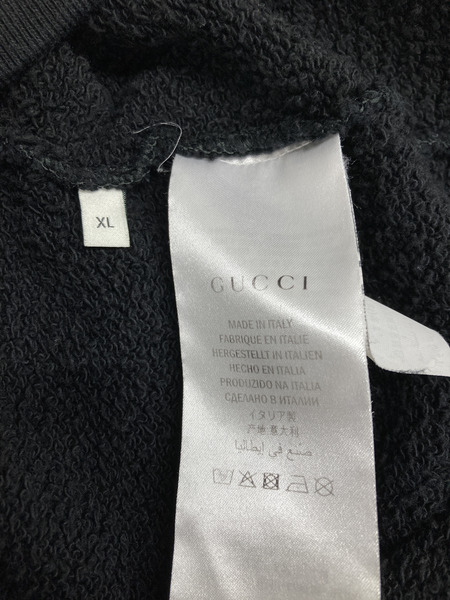 XL
GUCCI
MADE IN ITALY
FABRIQUE EN ITALIE
HERGESTELLT IN ITALIEN
HECHO EN ITALIA
PRODUZIDO NA ITALIA
СДЕЛАНО В ИТАЛИИ
イタリア製
产地意大利
صنع في إيطاليا